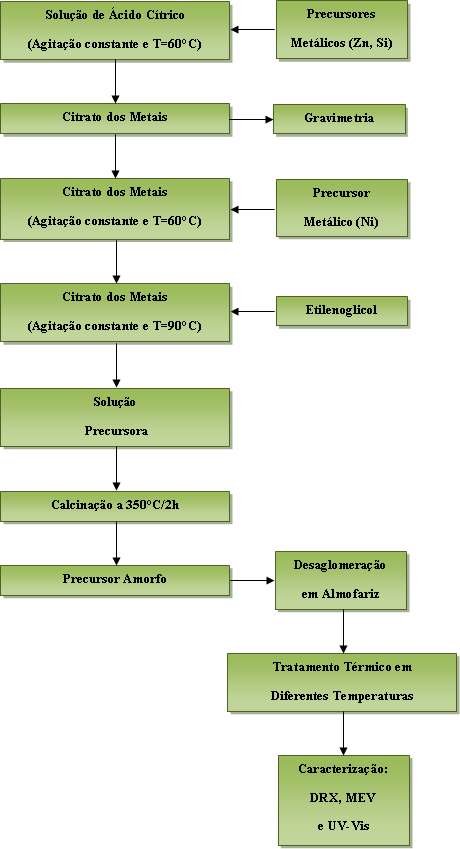 Solução de Ácido Cítrico
(Agitação constante e T=60°C)
Precursores
Metálicos (Zn, Si)
Citrato dos Metais
Gravimetria
Citrato dos Metais
(Agitação constante e T=60°C)
Precursor
Metálico (Ni)
Citrato dos Metais
(Agitação constante e T=90°C)
Etilenoglicol
Solução
Precursora
Calcinação a 350°C/2h
Precursor Amorfo
Desaglomeração
em Almofariz
Tratamento Térmico em
Diferentes Temperaturas
Caracterização:
DRX, MEV
e UV-Vis